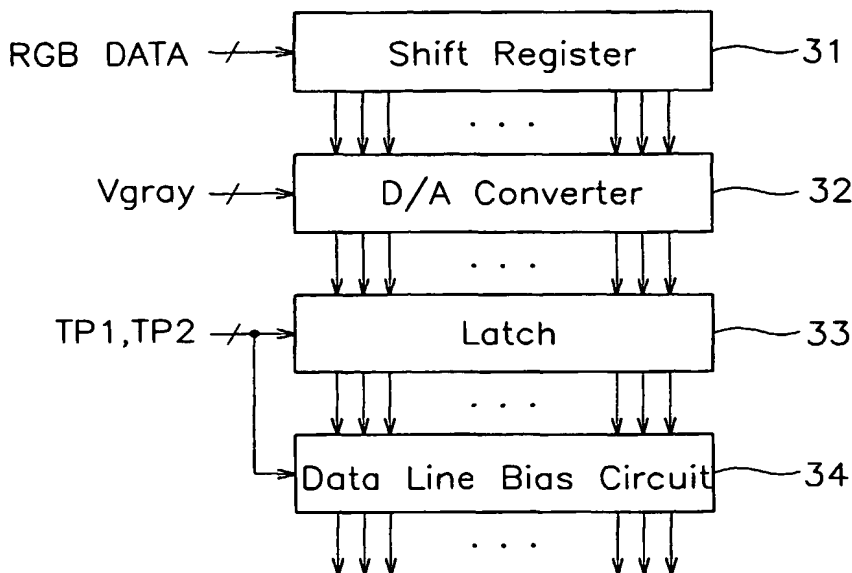 RGB DATA
Shift Register
31
Vgray
D/A Converter
32
TP1,TP2
Latch
33
Data Line Bias Circuit
34